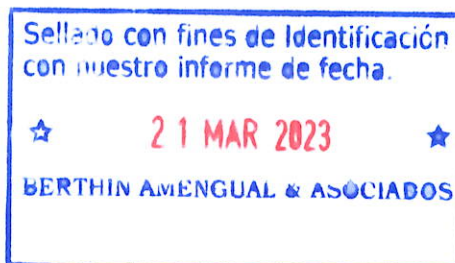 Sellado con fines de Identificación
con nuestro informe de fecha.
21 MAR 2023
BERTHIN AMENGUAL & ASOCIADOS